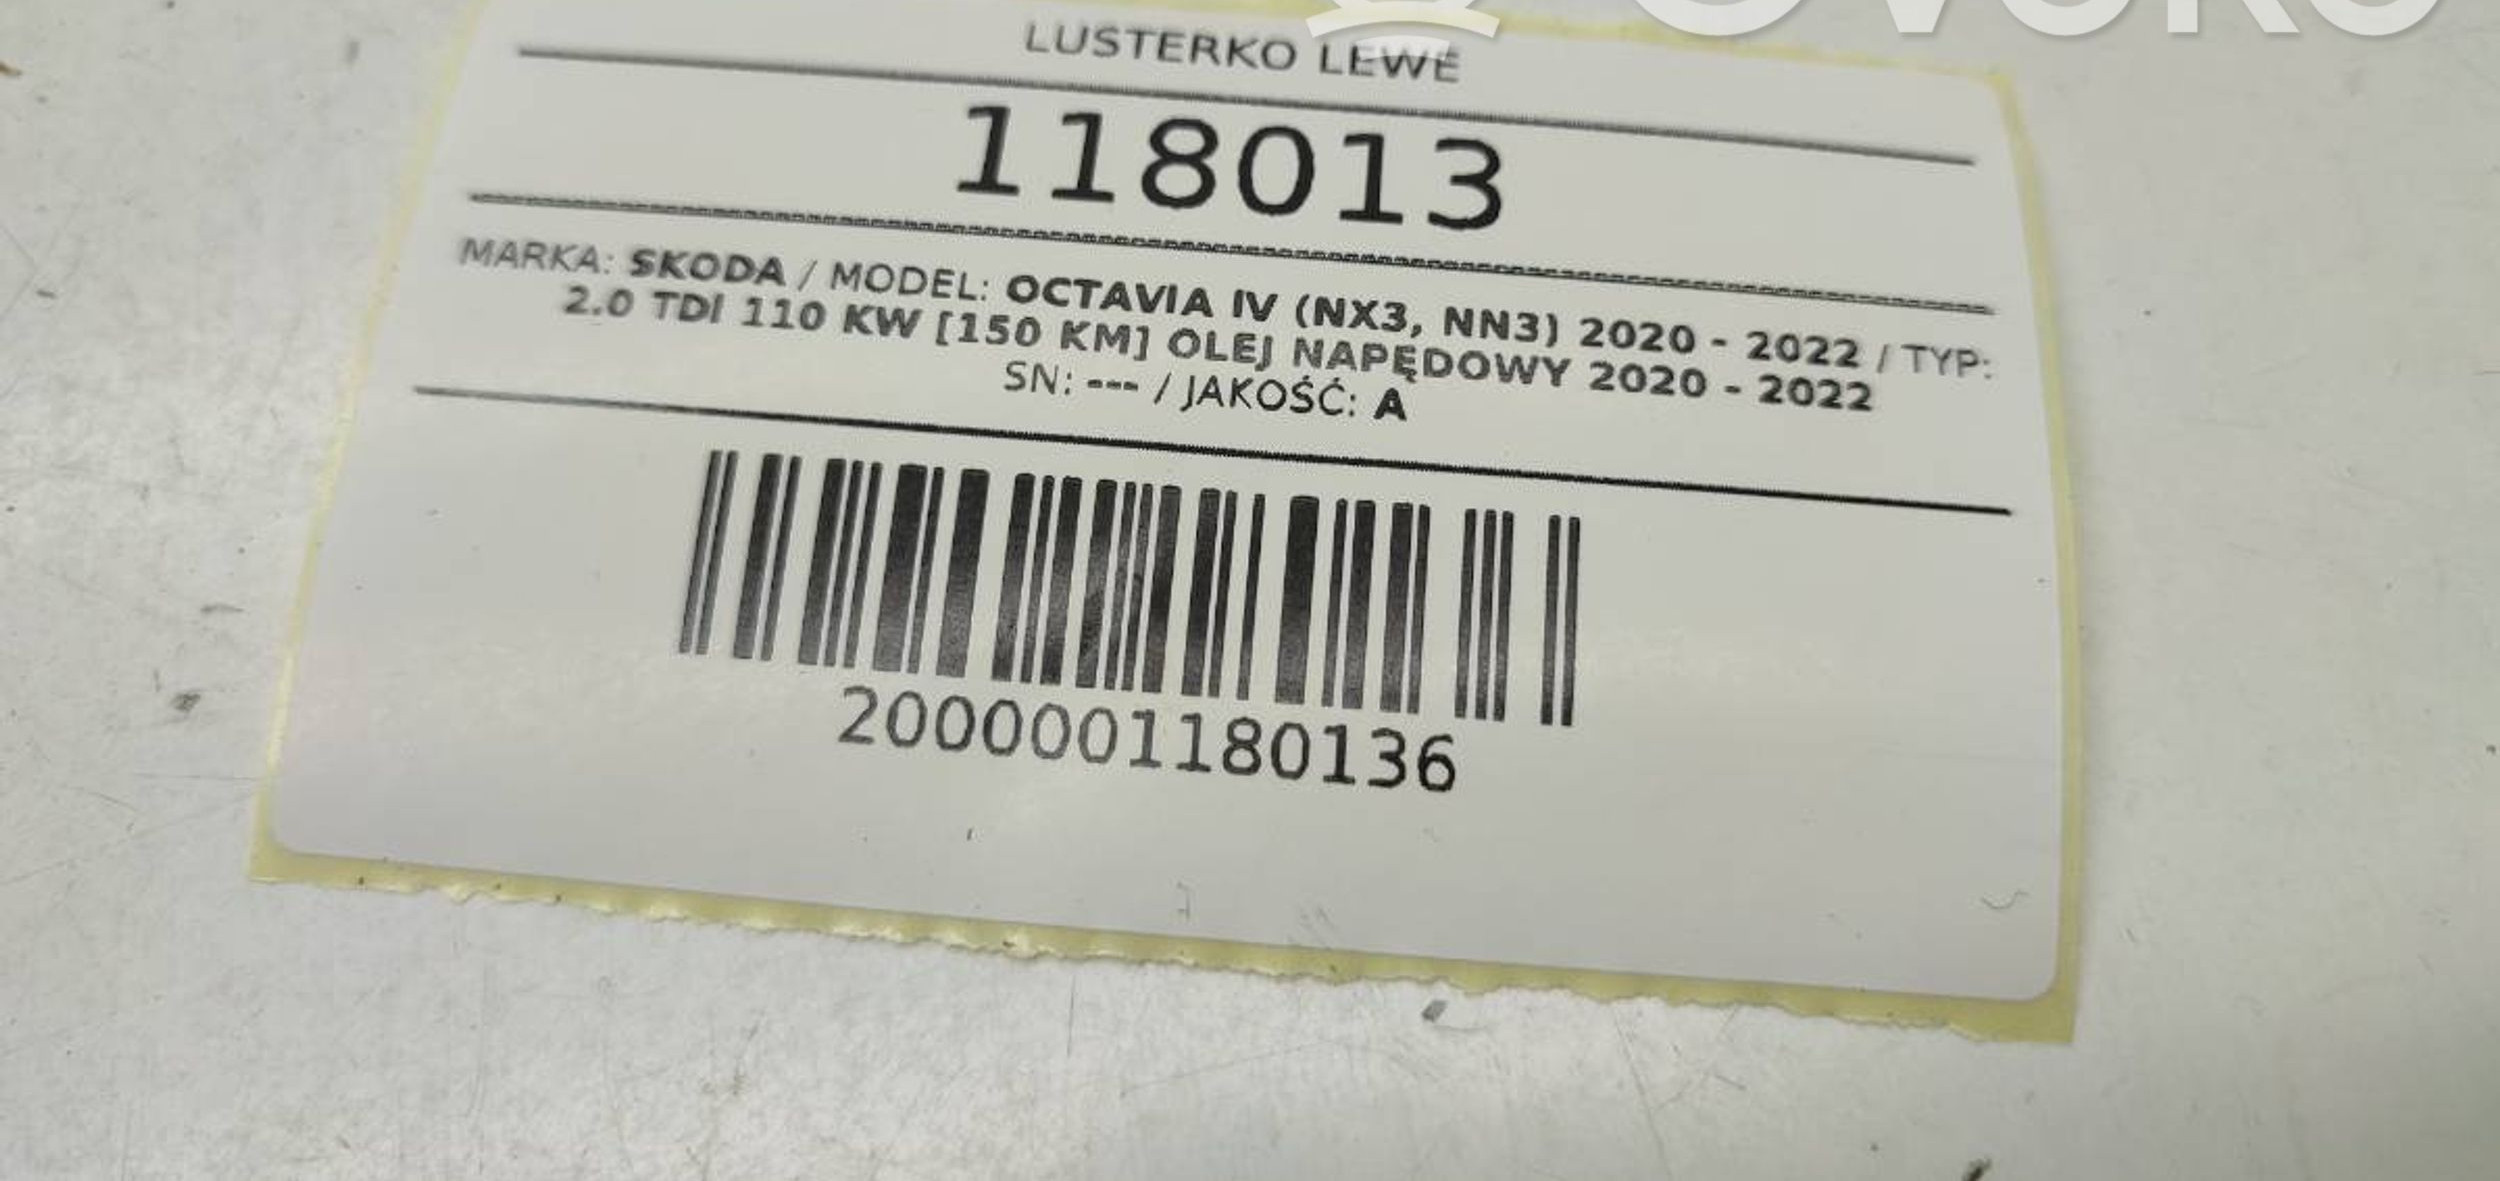 LUSTERKO LEWE
118013
MARKA: SKODA / MODEL: OCTAVIA IV (NX3, NN3) 2020 - 2022 / TYP:
2.0 TDI 110 KW [150 KM] OLEJ NAPĘDOWY 2020 - 2022
SN: --- / JAKOŚĆ: A
2000001180136